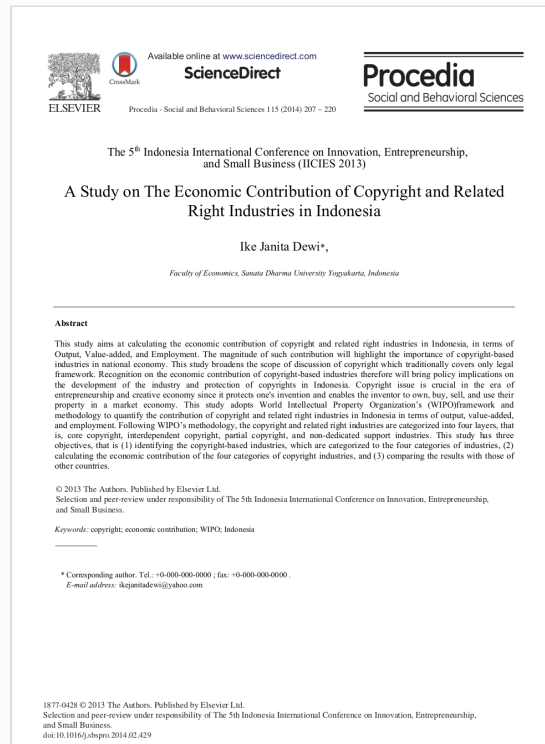 ELSEVIER
CrossMark
Available online at www.sciencedirect.com
ScienceDirect
Procedia - Social and Behavioral Sciences 115 (2014) 207 – 220
Procedia
Social and Behavioral Sciences
The 5th Indonesia International Conference on Innovation, Entrepreneurship,
and Small Business (IICIES 2013)
A Study on The Economic Contribution of Copyright and Related
Right Industries in Indonesia
Ike Janita Dewi*,
Faculty of Economics, Sanata Dharma University Yogyakarta, Indonesia
Abstract
This study aims at calculating the economic contribution of copyright and related right industries in Indonesia, in terms of
Output, Value-added, and Employment. The magnitude of such contribution will highlight the importance of copyright-based
industries in national economy. This study broadens the scope of discussion of copyright which traditionally covers only legal
framework. Recognition on the economic contribution of copyright-based industries therefore will bring policy implications on
the development of the industry and protection of copyrights in Indonesia. Copyright issue is crucial in the era of
entrepreneurship and creative economy since it protects one's invention and enables the inventor to own, buy, sell, and use their
property in a market economy. This study adopts World Intellectual Property Organization's (WIPO)framework and
methodology to quantify the contribution of copyright and related right industries in Indonesia in terms of output, value-added,
and employment. Following WIPO's methodology, the copyright and related right industries are categorized into four layers, that
is, core copyright, interdependent copyright, partial copyright, and non-dedicated support industries. This study has three
objectives, that is (1) identifying the copyright-based industries, which are categorized to the four categories of industries, (2)
calculating the economic contribution of the four categories of copyright industries, and (3) comparing the results with those of
other countries.
© 2013 The Authors. Published by Elsevier Ltd.
Selection and peer-review under responsibility of The 5th Indonesia International Conference on Innovation, Entrepreneurship,
and Small Business.
Keywords: copyright; economic contribution; WIPO; Indonesia
* Corresponding author. Tel.: +0-000-000-0000 ; fax: +0-000-000-0000 .
E-mail address: ikejanitadewi@yahoo.com
1877-0428 © 2013 The Authors. Published by Elsevier Ltd.
Selection and peer-review under responsibility of The 5th Indonesia International Conference on Innovation, Entrepreneurship,
and Small Business.
doi:10.1016/j.sbspro.2014.02.429